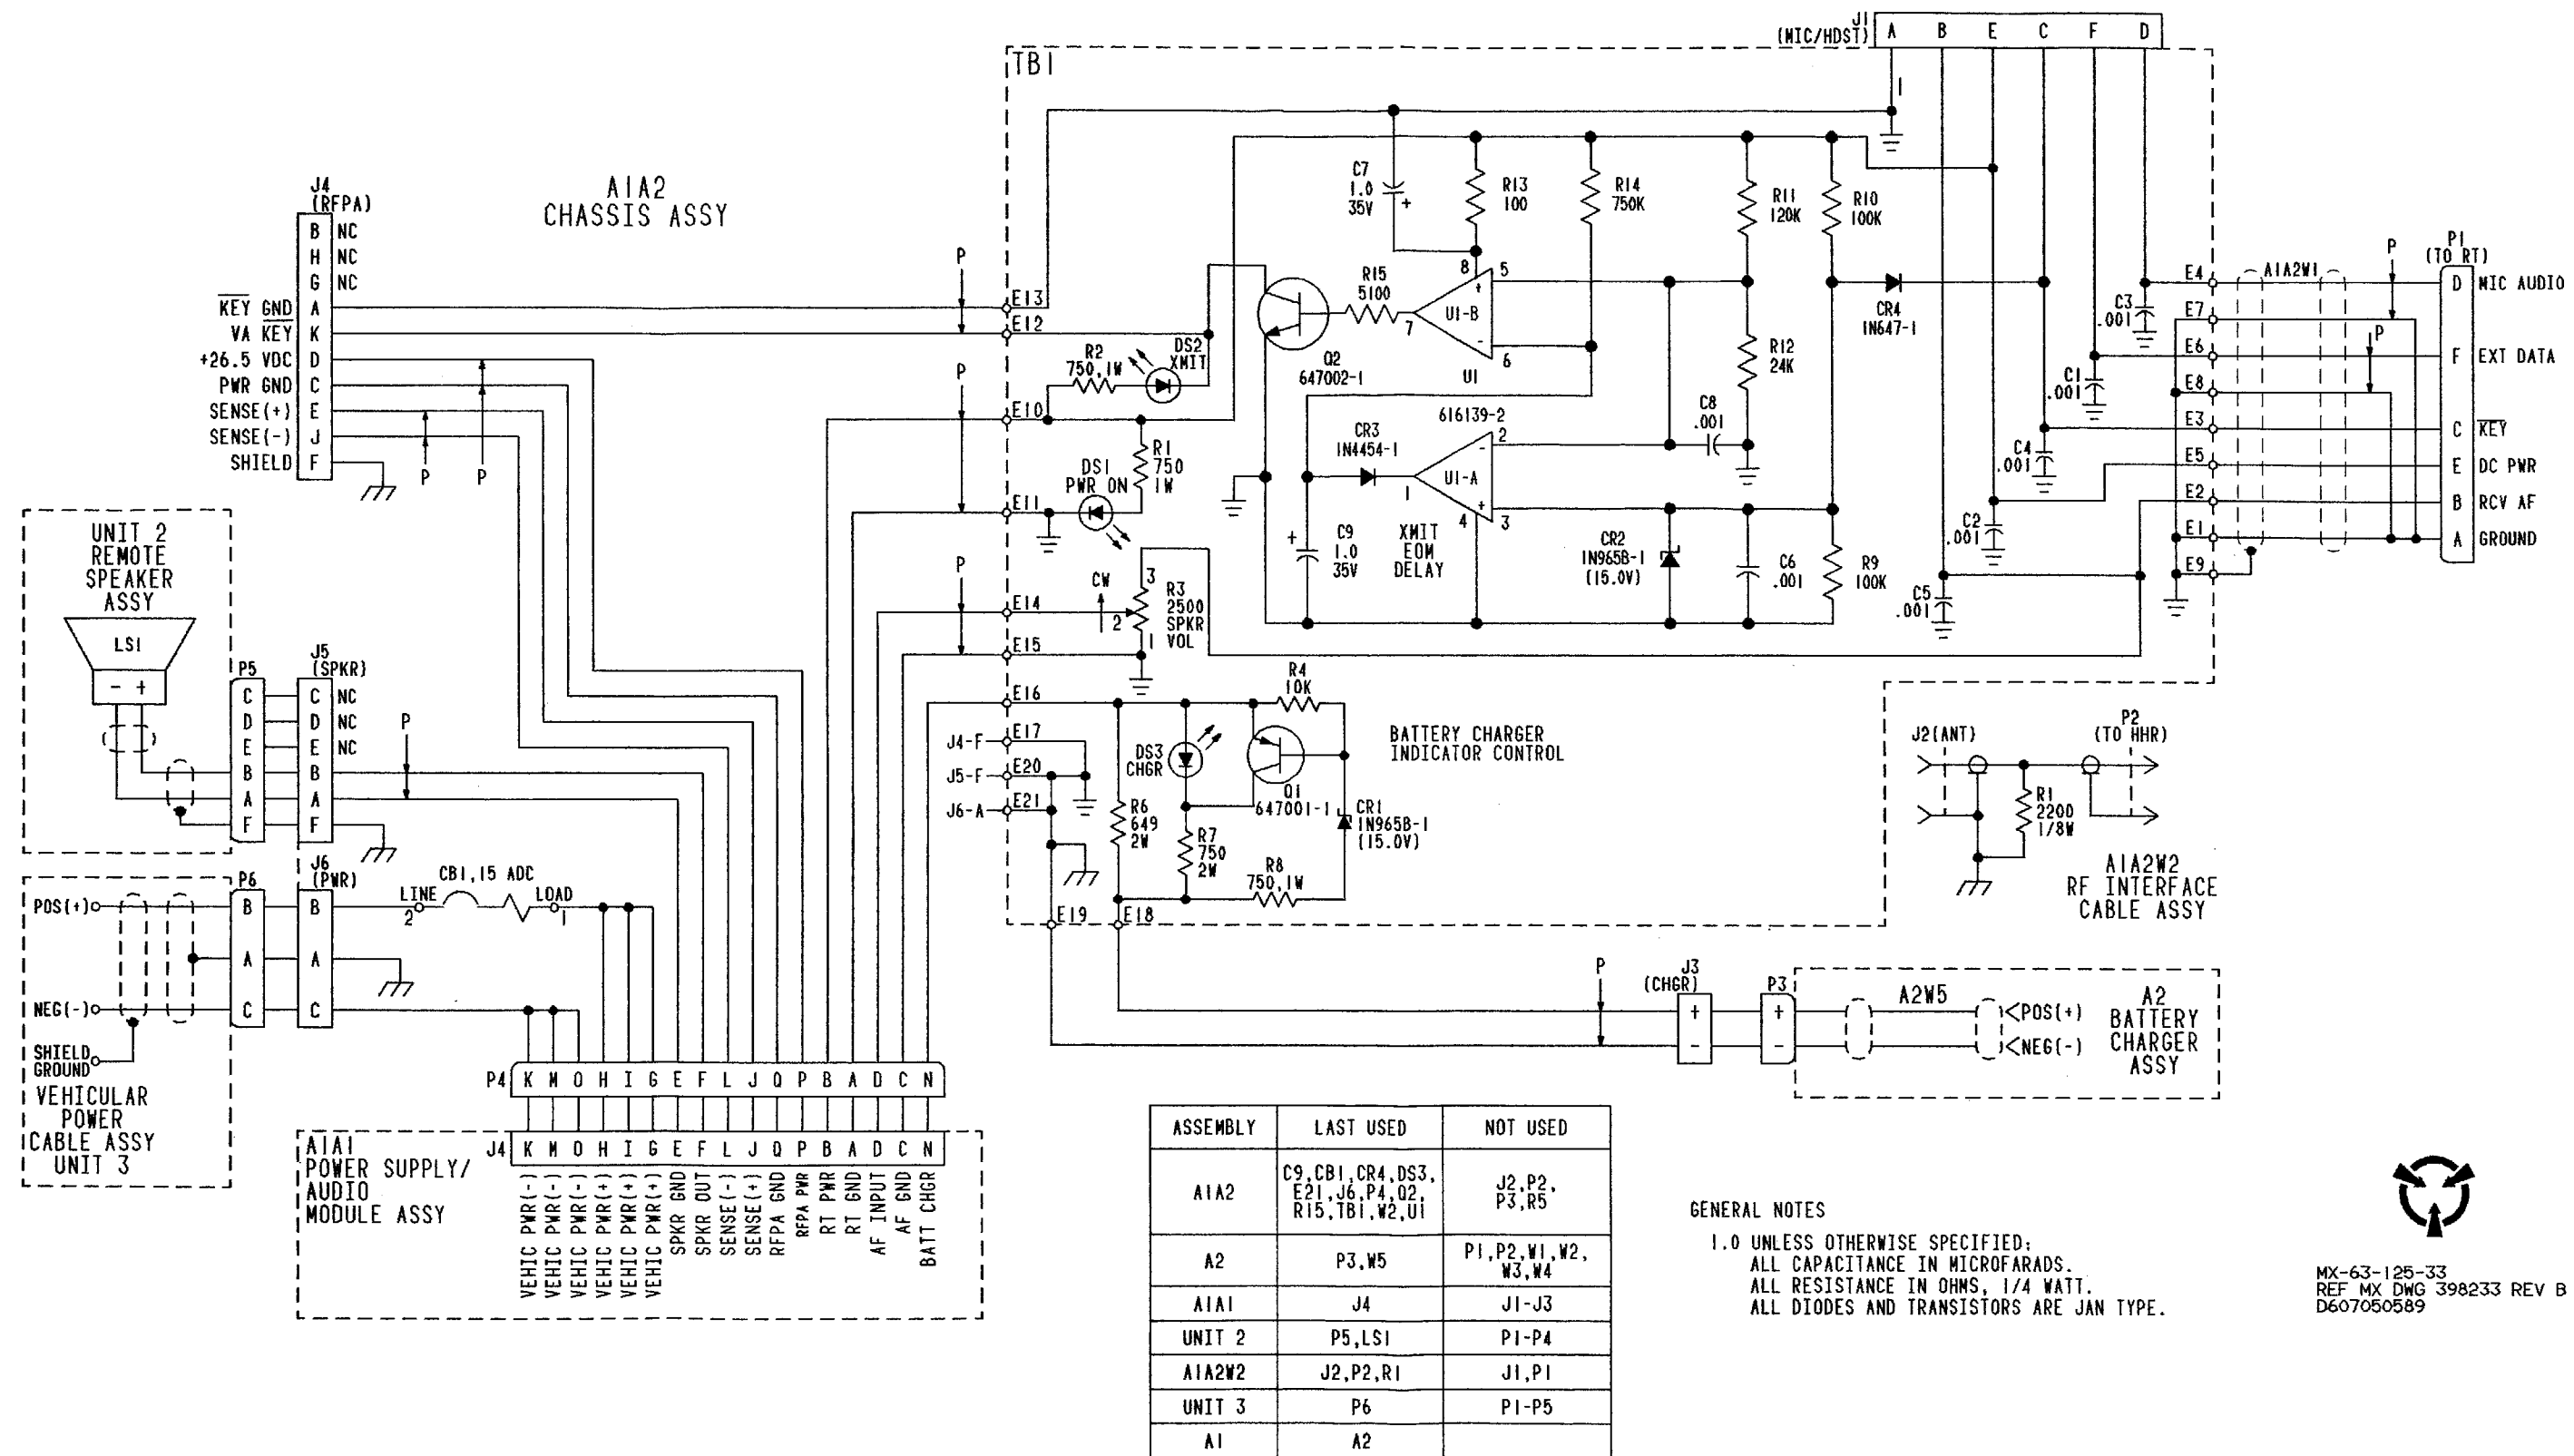 J1
(MIC/HDST)
A B E C F D
TB1
A1A2
CHASSIS ASSY
J4
(RFPA)
B NC
H NC
G NC
KEY GND A
VA KEY K
+26.5 VDC D
PWR GND C
SENSE(+) E
SENSE(-) J
SHIELD F
P
P
P
P
P
E13
E12
E10
E11
E14
E15
E16
J4-F E17
J5-F E20
J6-A E21
E19
E18
1
C7
1.0
35V
+
R13
100
R14
750K
R11
120K
R10
100K
R15
5100
8
5
+
U1-B
7
-
6
U1
Q2
647002-1
R2
750,1W
DS2
XMIT
R12
24K
CR4
1N647-1
616139-2
CR3
1N4454-1
2
-
U1-A
1
+
4
3
C8
.001
R1
750
1W
DS1
PWR ON
+
C9
1.0
35V
XMIT
EOM
DELAY
CR2
1N965B-1
(15.0V)
C6
.001
R9
100K
CW
3
2
1
R3
2500
SPKR
VOL
C3
.001
C1
.001
C4
.001
C2
.001
C5
.001
E4
E7
E6
E8
E3
E5
E2
E1
E9
A1A2W1
P
P
P1
(TO RT)
D MIC AUDIO
F EXT DATA
C KEY
E DC PWR
B RCV AF
A GROUND
R4
10K
BATTERY CHARGER
INDICATOR CONTROL
DS3
CHGR
Q1
647001-1
CR1
1N965B-1
(15.0V)
R6
649
2W
R7
750
2W
R8
750,1W
J2(ANT)
P2
(TO HHR)
R1
2200
1/8W
A1A2W2
RF INTERFACE
CABLE ASSY
UNIT 2
REMOTE
SPEAKER
ASSY
LS1
- +
P5
J5
(SPKR)
C C NC
D D NC
E E NC
B B
A A
F F
P
P6
J6
(PWR)
POS(+) B B
A A
NEG(-) C C
SHIELD
GROUND
VEHICULAR
POWER
CABLE ASSY
UNIT 3
CB1,15 ADC
LINE
2
LOAD
1
P4 K M O H I G E F L J Q P B A D C N
J4 K M O H I G E F L J Q P B A D C N
A1A1
POWER SUPPLY/
AUDIO
MODULE ASSY
VEHIC PWR(-)
VEHIC PWR(-)
VEHIC PWR(-)
VEHIC PWR(+)
VEHIC PWR(+)
VEHIC PWR(+)
SPKR GND
SPKR OUT
SENSE(-)
SENSE(+)
RFPA GND
RFPA PWR
RT PWR
RT GND
AF INPUT
AF GND
BATT CHGR
P
J3
(CHGR)
+
-
P3
+
-
A2W5
POS(+)
NEG(-)
A2
BATTERY
CHARGER
ASSY
ASSEMBLY LAST USED NOT USED
A1A2 C9,CB1,CR4,DS3,
E21,J6,P4,Q2,
R15,TB1,W2,U1
J2,P2,
P3,R5
A2 P3,W5 P1,P2,W1,W2,
W3,W4
A1A1 J4 J1-J3
UNIT 2 P5,LS1 P1-P4
A1A2W2 J2,P2,R1 J1,P1
UNIT 3 P6 P1-P5
A1 A2
GENERAL NOTES
1.0 UNLESS OTHERWISE SPECIFIED:
ALL CAPACITANCE IN MICROFARADS.
ALL RESISTANCE IN OHMS, 1/4 WATT.
ALL DIODES AND TRANSISTORS ARE JAN TYPE.
MX-63-125-33
REF MX DWG 398233 REV B
D607050589